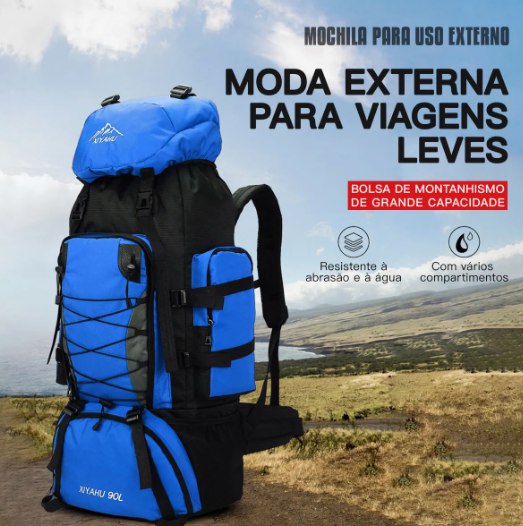 MOCHILA PARA USO EXTERNO
MODA EXTERNA
PARA VIAGENS
LEVES
BOLSA DE MONTANHISMO
DE GRANDE CAPACIDADE
Resistente à
abrasão e à água
Com vários
compartimentos
XIYAHU
XIYAHU 90L